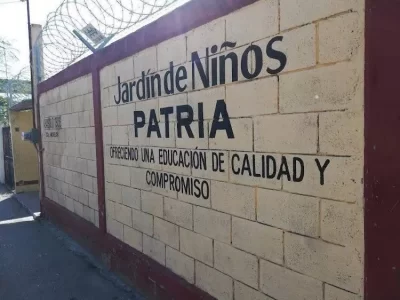 Jardín de Niños
PATRIA
OFRECIENDO UNA EDUCACIÓN DE CALIDAD Y
COMPROMISO